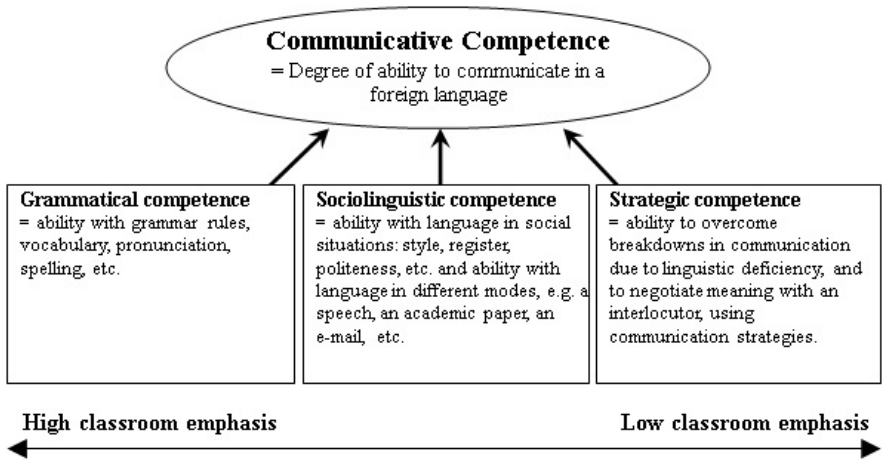 Communicative Competence
= Degree of ability to communicate in a
foreign language
Grammatical competence
= ability with grammar rules,
vocabulary, pronunciation,
spelling, etc.
Sociolinguistic competence
= ability with language in social
situations: style, register,
politeness, etc. and ability with
language in different modes, e.g. a
speech, an academic paper, an
e-mail, etc.
Strategic competence
= ability to overcome
breakdowns in communication
due to linguistic deficiency, and
to negotiate meaning with an
interlocutor, using
communication strategies.
High classroom emphasis
Low classroom emphasis